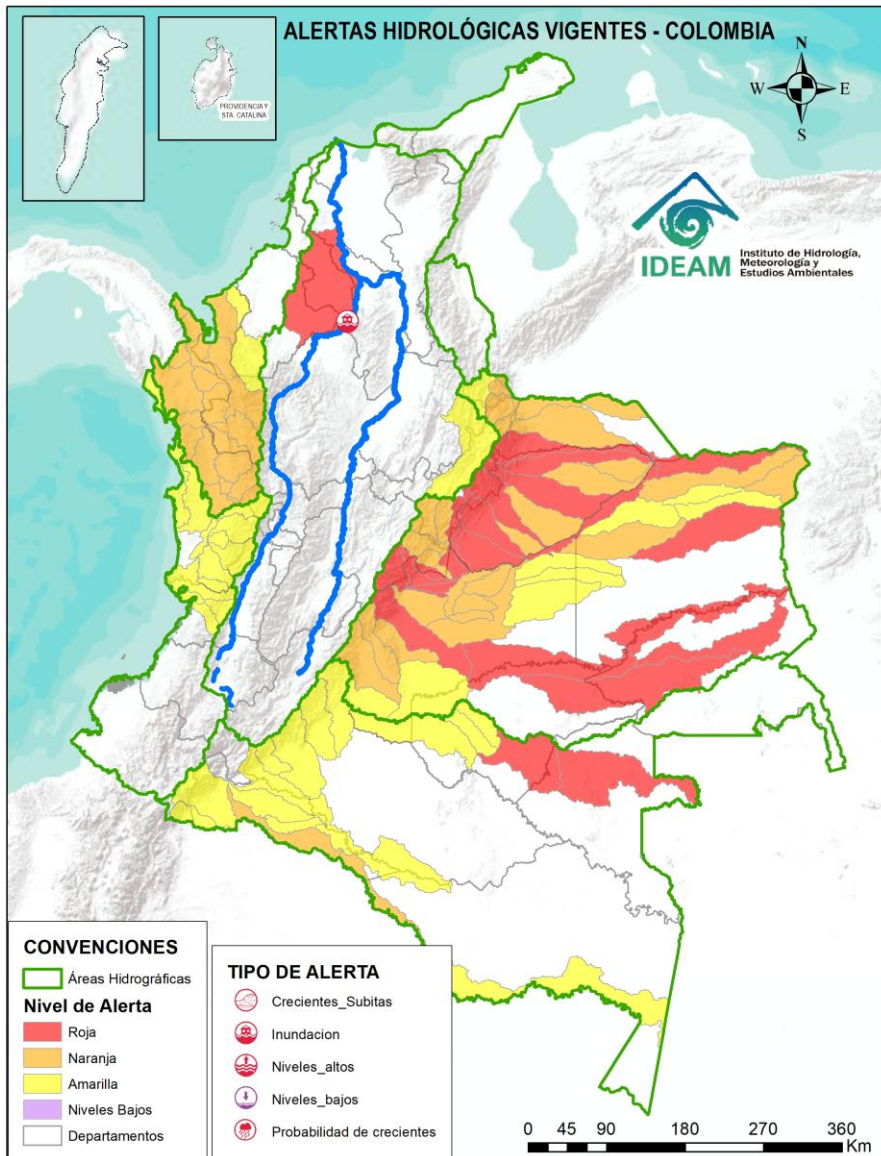 ALERTAS HIDROLÓGICAS VIGENTES - COLOMBIA
PROVIDENCIA Y
STA. CATALINA
N
W
E
S
IDEAM
Instituto de Hidrología,
Meteorología y
Estudios Ambientales
CONVENCIONES
Áreas Hidrográficas
Nivel de Alerta
Roja
Naranja
Amarilla
Niveles Bajos
Departamentos
TIPO DE ALERTA
Crecientes_Subitas
Inundacion
Niveles_altos
Niveles_bajos
Probabilidad de crecientes
0 45 90 180 270 360
Km